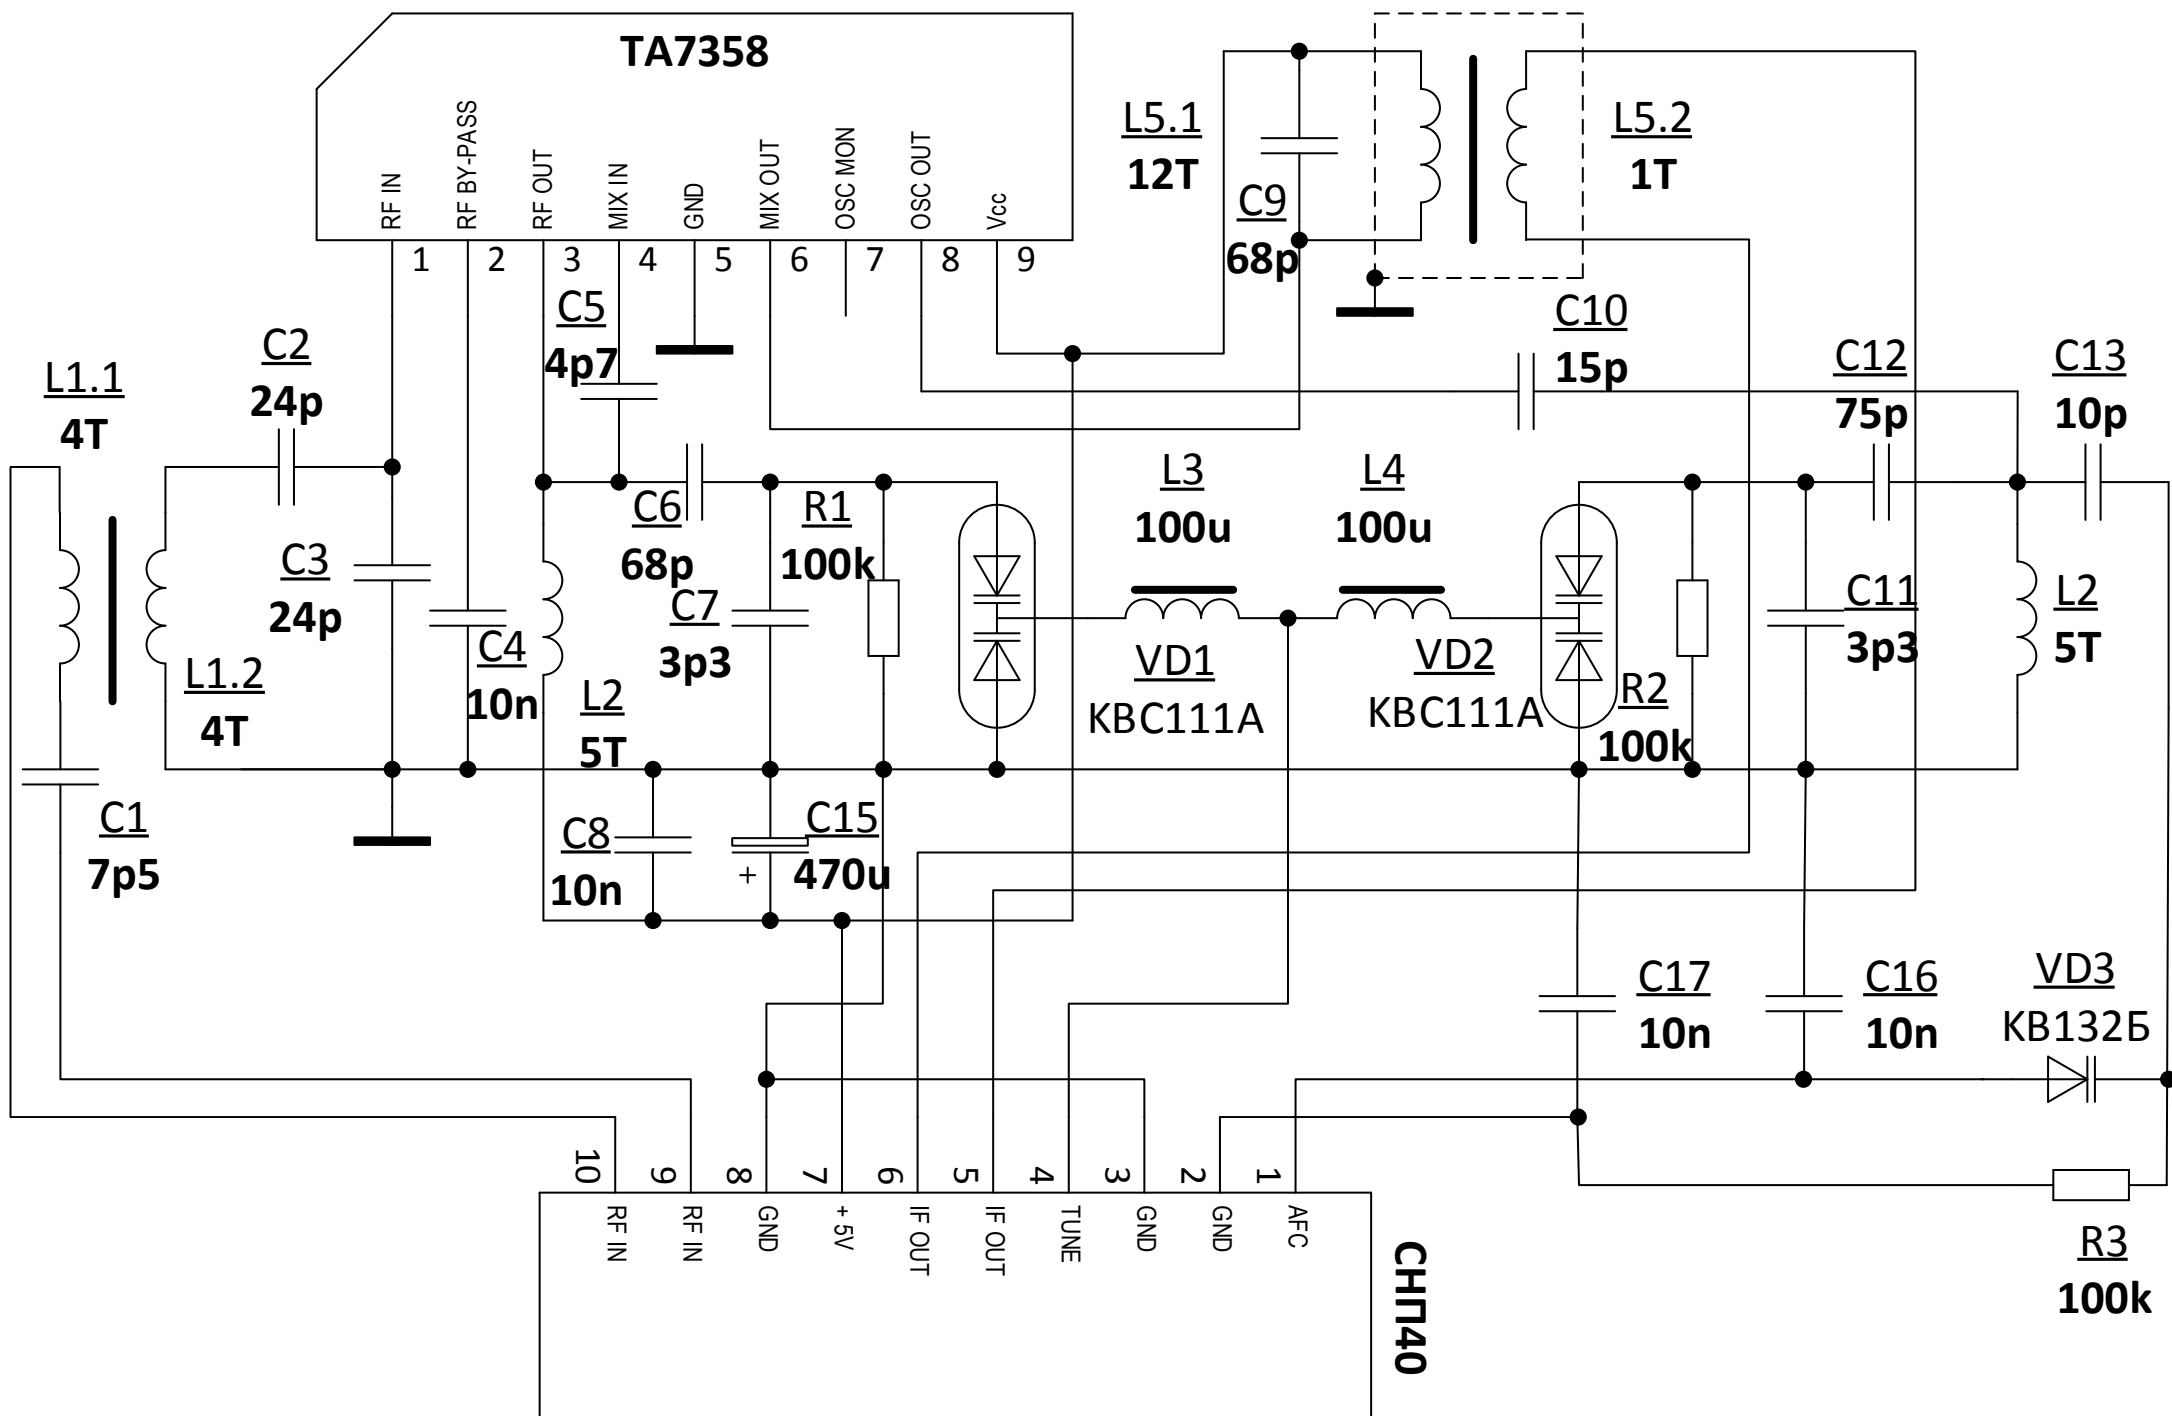 TA7358
RF IN
RF BY-PASS
RF OUT
MIX IN
GND
MIX OUT
OSC MON
OSC OUT
Vcc
1
2
3
4
5
6
7
8
9
L5.1
12T
C9
68p
L5.2
1T
C5
4p7
C2
24p
L1.1
4T
C10
15p
C12
75p
C13
10p
C3
24p
C6
68p
R1
100k
L3
100u
L4
100u
C7
3p3
C4
10n
L1.2
4T
L2
5T
VD1
КВС111А
VD2
КВС111А
R2
100k
C11
3p3
L2
5T
C1
7p5
C8
10n
C15
+
470u
C17
10n
C16
10n
VD3
КВ132Б
10
9
8
7
6
5
4
3
2
1
RF IN
RF IN
GND
+ 5V
IF OUT
IF OUT
TUNE
GND
GND
AFC
СНП40
R3
100k